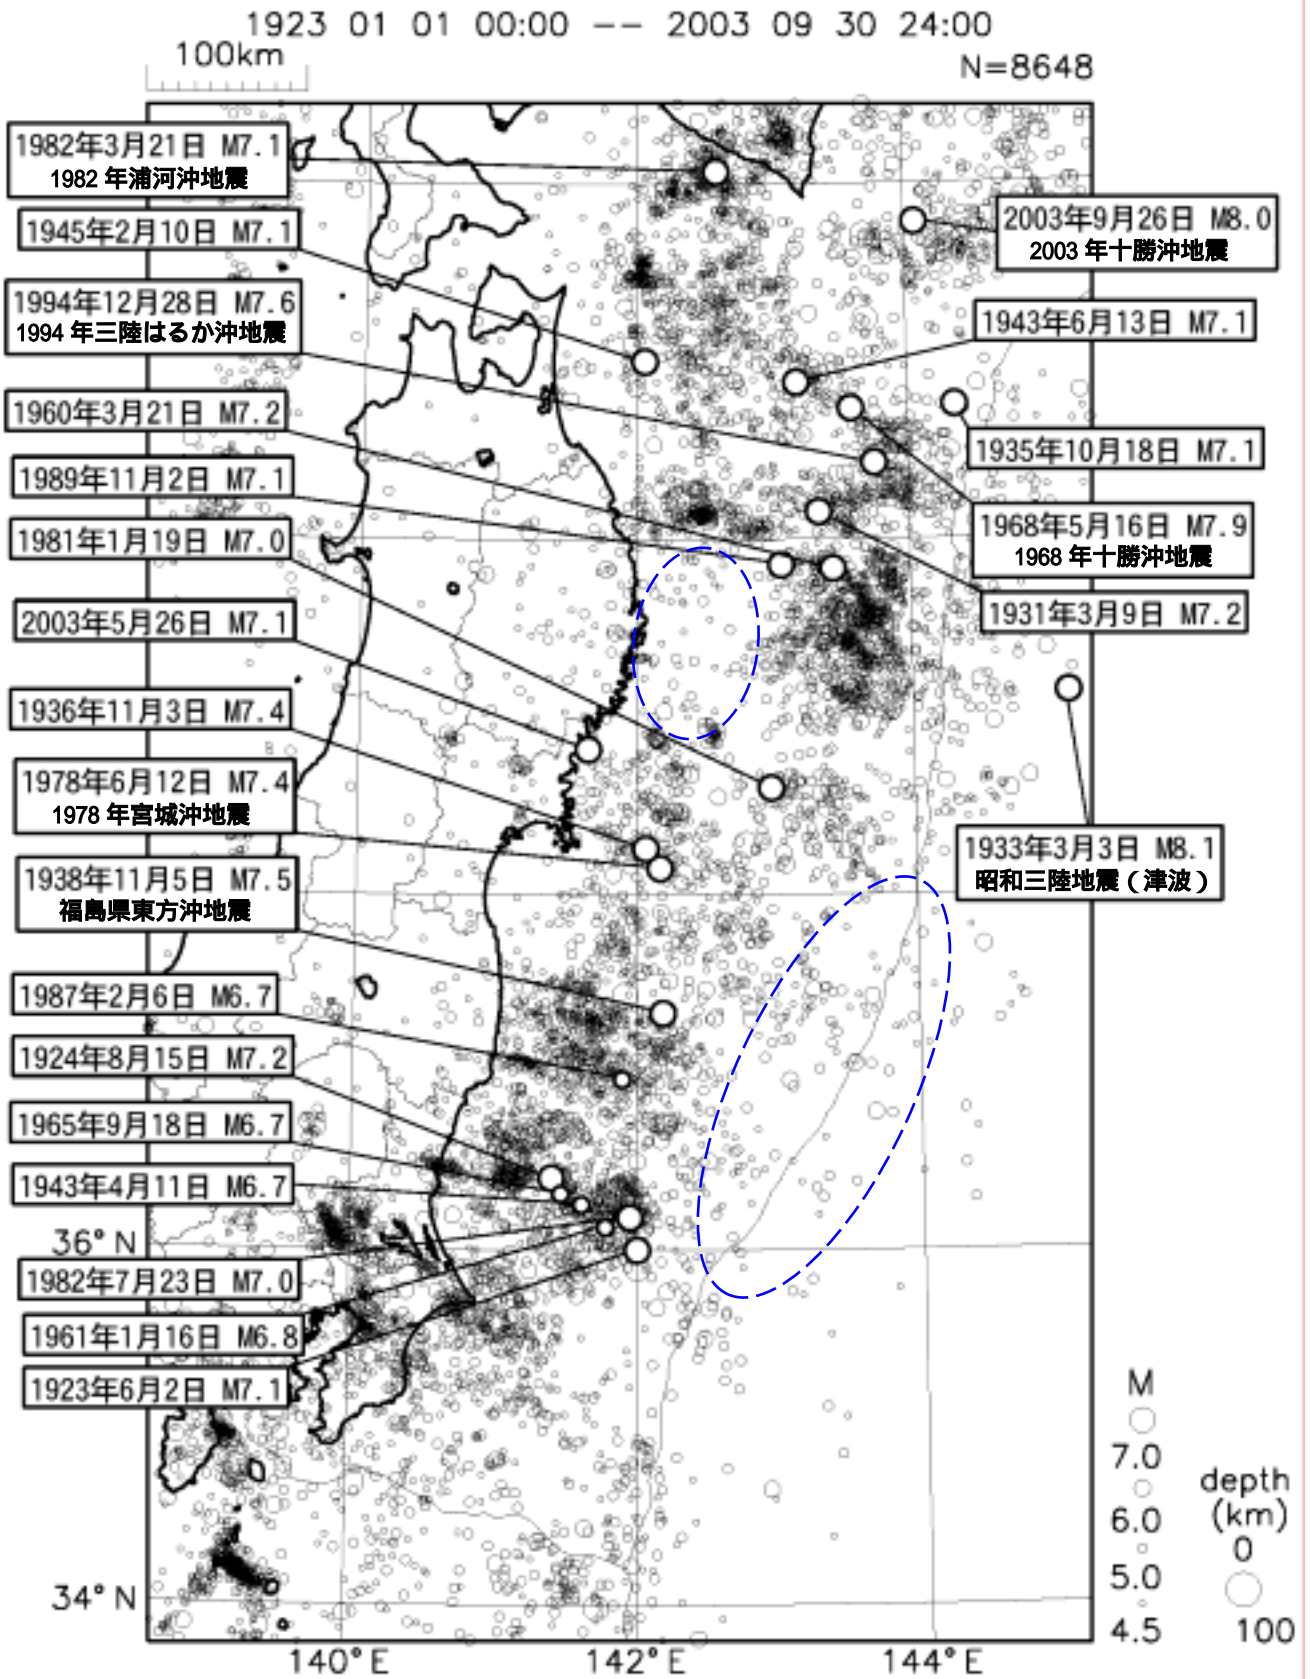 1923 01 01 00:00 -- 2003 09 30 24:00
100km
N=8648
1982年3月21日 M7.1
1982 年浦河沖地震
1945年2月10日 M7.1
1994年12月28日 M7.6
1994 年三陸はるか沖地震
1960年3月21日 M7.2
1989年11月2日 M7.1
1981年1月19日 M7.0
2003年5月26日 M7.1
1936年11月3日 M7.4
1978年6月12日 M7.4
1978 年宮城沖地震
1938年11月5日 M7.5
福島県東方沖地震
1987年2月6日 M6.7
1924年8月15日 M7.2
1965年9月18日 M6.7
1943年4月11日 M6.7
36°N
1982年7月23日 M7.0
1961年1月16日 M6.8
1923年6月2日 M7.1
34°N
2003年9月26日 M8.0
2003 年十勝沖地震
1943年6月13日 M7.1
1935年10月18日 M7.1
1968年5月16日 M7.9
1968 年十勝沖地震
1931年3月9日 M7.2
1933年3月3日 M8.1
昭和三陸地震（津波）
M
7.0
6.0
5.0
4.5
depth
(km)
0
100
140°E
142°E
144°E